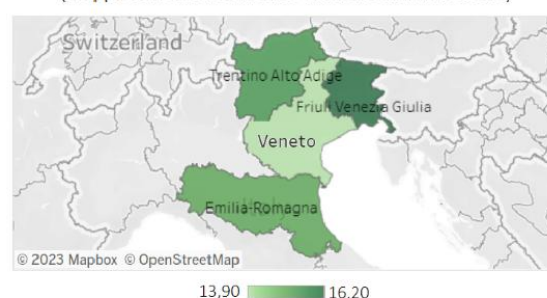 Switzerland
Trentino Alto Adige
Friuli Venezia Giulia
Veneto
Emilia-Romagna
© 2023 Mapbox © OpenStreetMap
13,90 16,20